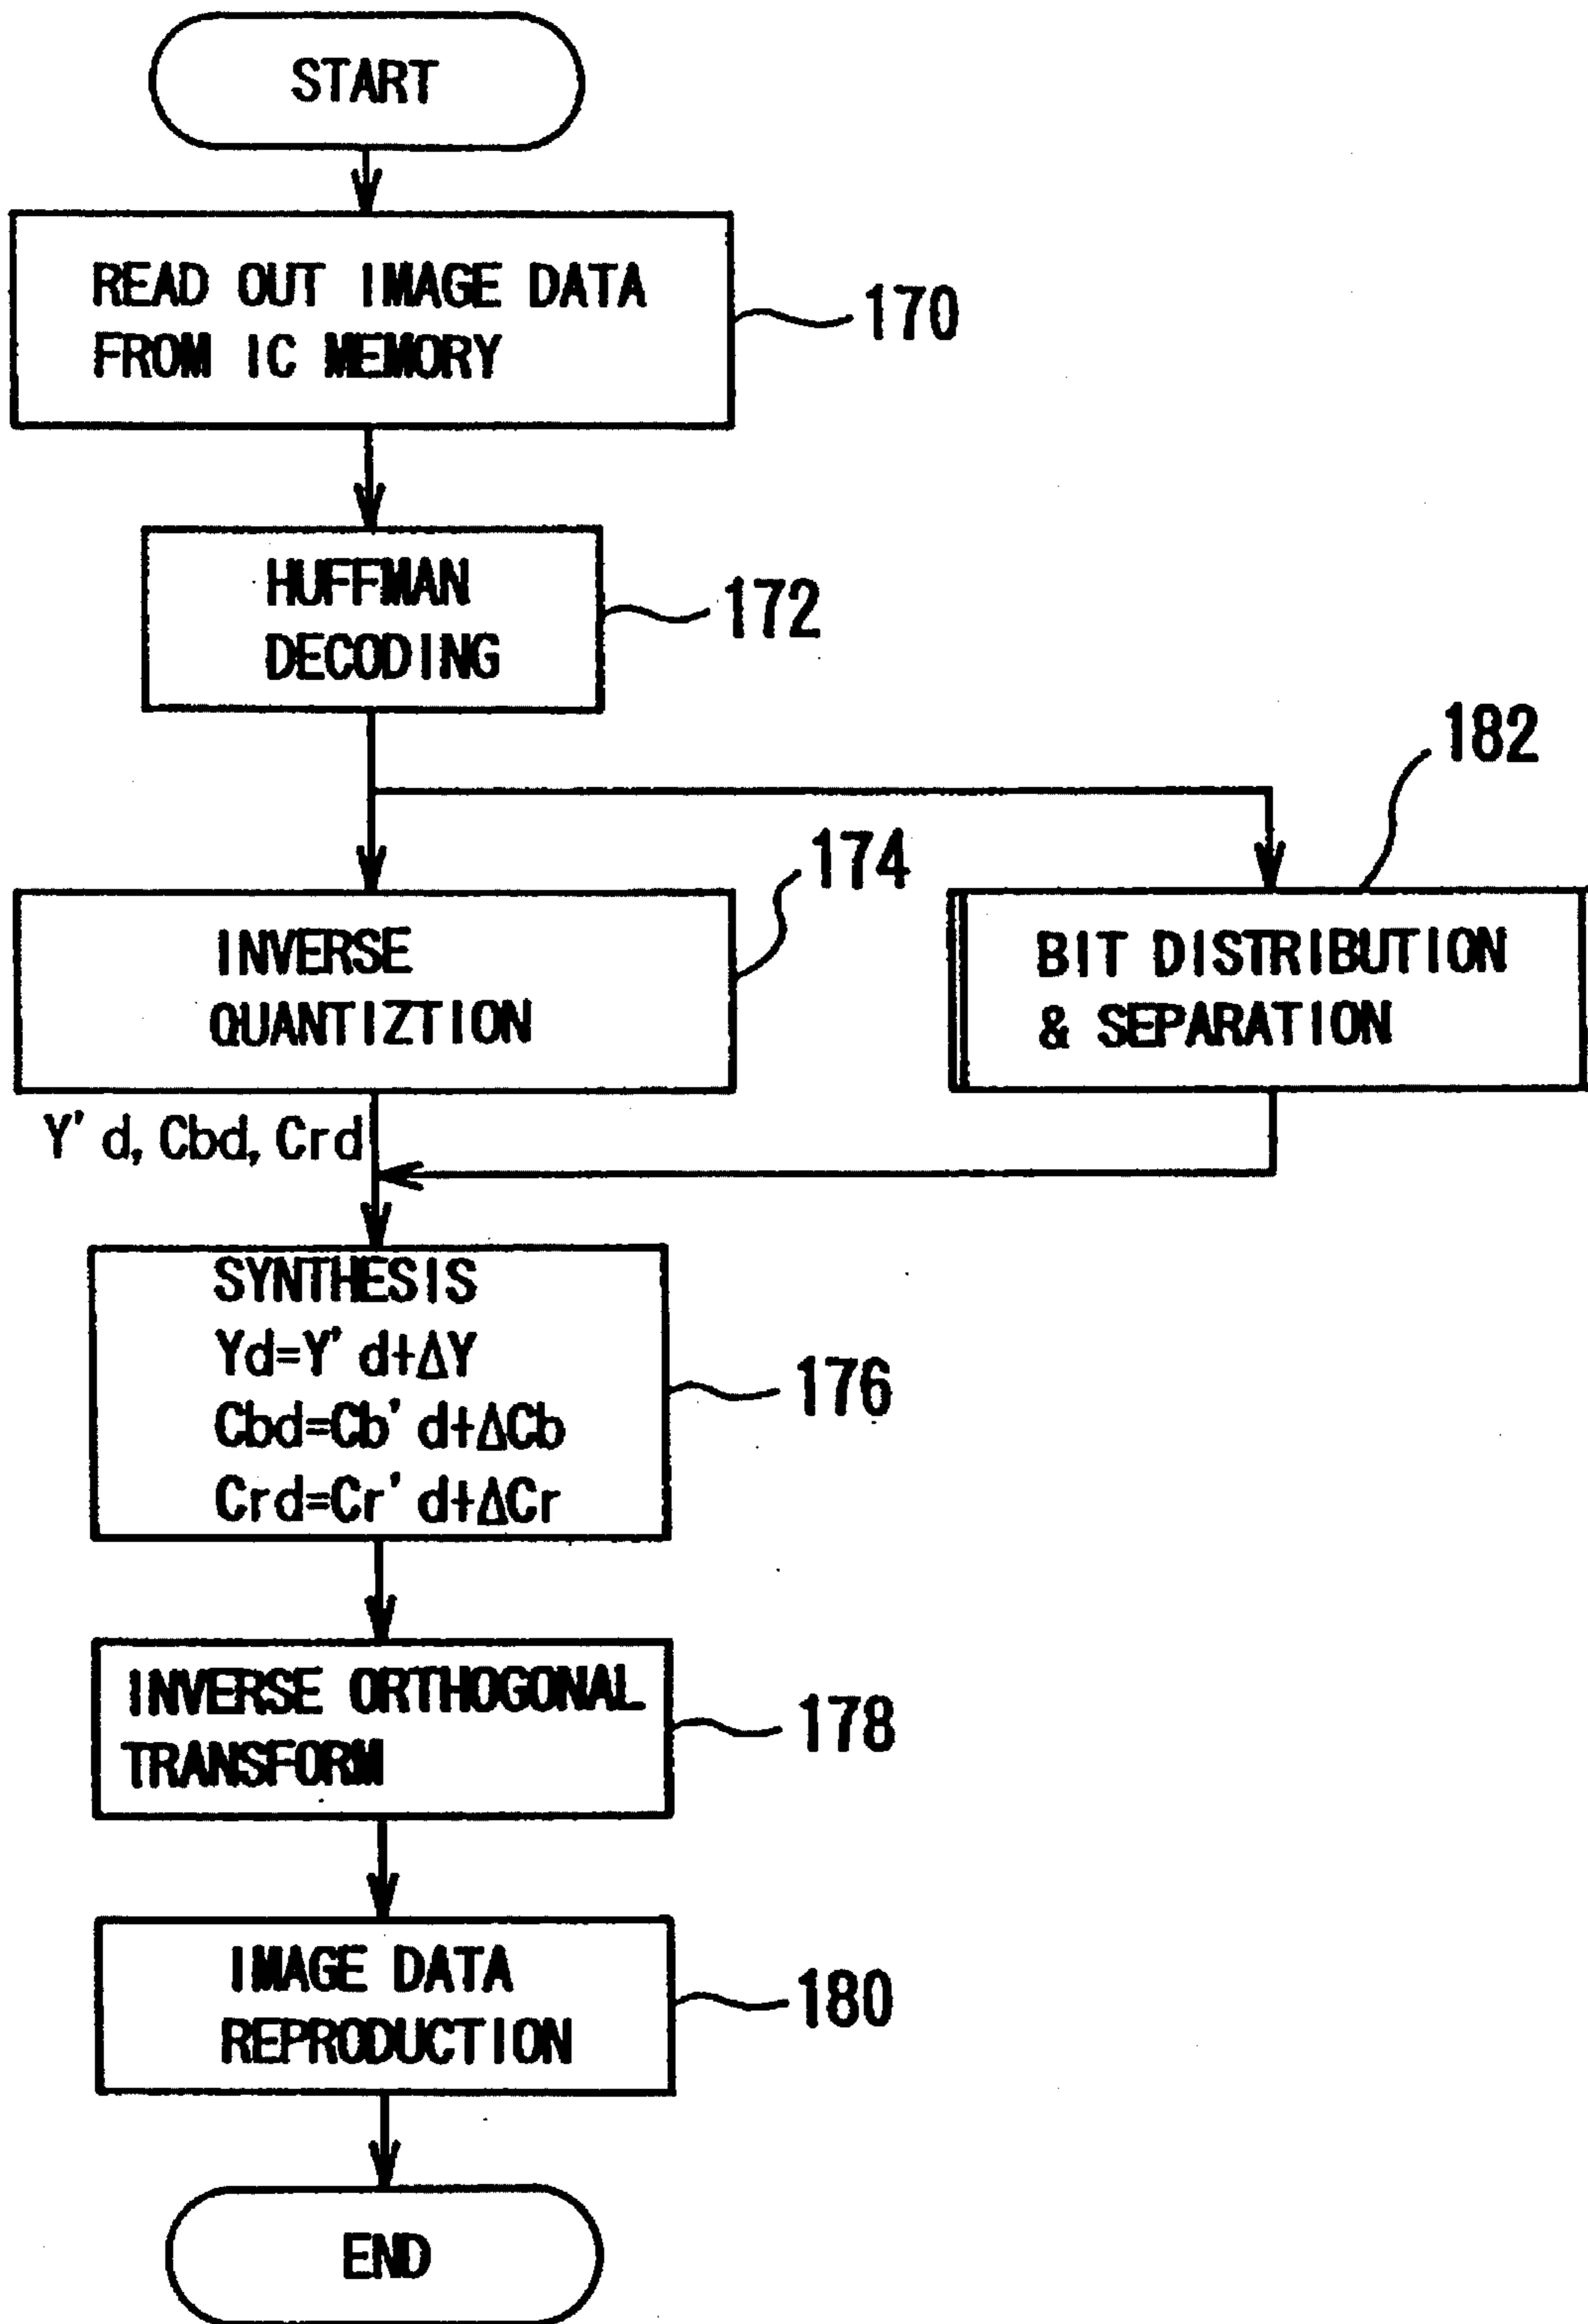 START
READ OUT IMAGE DATA
FROM IC MEMORY
170
HUFFMAN
DECODING
172
182
174
INVERSE
QUANTIZTION
BIT DISTRIBUTION
& SEPARATION
Y'd, Cbd, Crd
SYNTHESIS
Yd=Y'd+ΔY
Cbd=Cb'd+ΔCb
Crd=Cr'd+ΔCr
176
INVERSE ORTHOGONAL
TRANSFORM
178
IMAGE DATA
REPRODUCTION
180
END